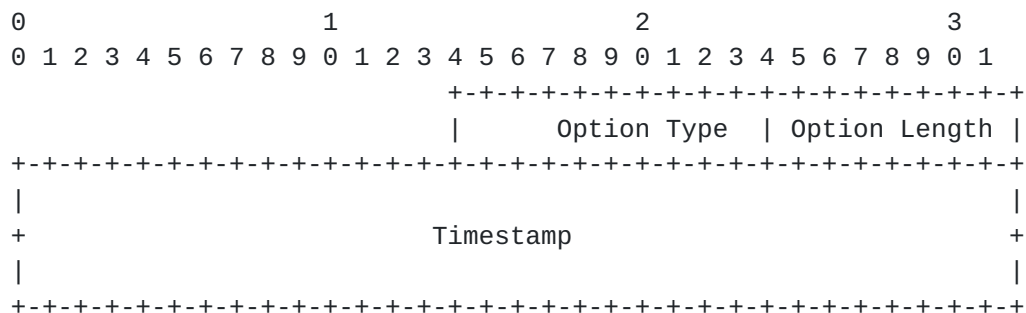 0                   1                   2                   3
0 1 2 3 4 5 6 7 8 9 0 1 2 3 4 5 6 7 8 9 0 1 2 3 4 5 6 7 8 9 0 1
                            +-+-+-+-+-+-+-+-+-+-+-+-+-+-+-+-+-+-+
                            |      Option Type  | Option Length |
+-+-+-+-+-+-+-+-+-+-+-+-+-+-+-+-+-+-+-+-+-+-+-+-+-+-+-+-+-+-+-+-+
|                                                               |
+                          Timestamp                            +
|                                                               |
+-+-+-+-+-+-+-+-+-+-+-+-+-+-+-+-+-+-+-+-+-+-+-+-+-+-+-+-+-+-+-+-+